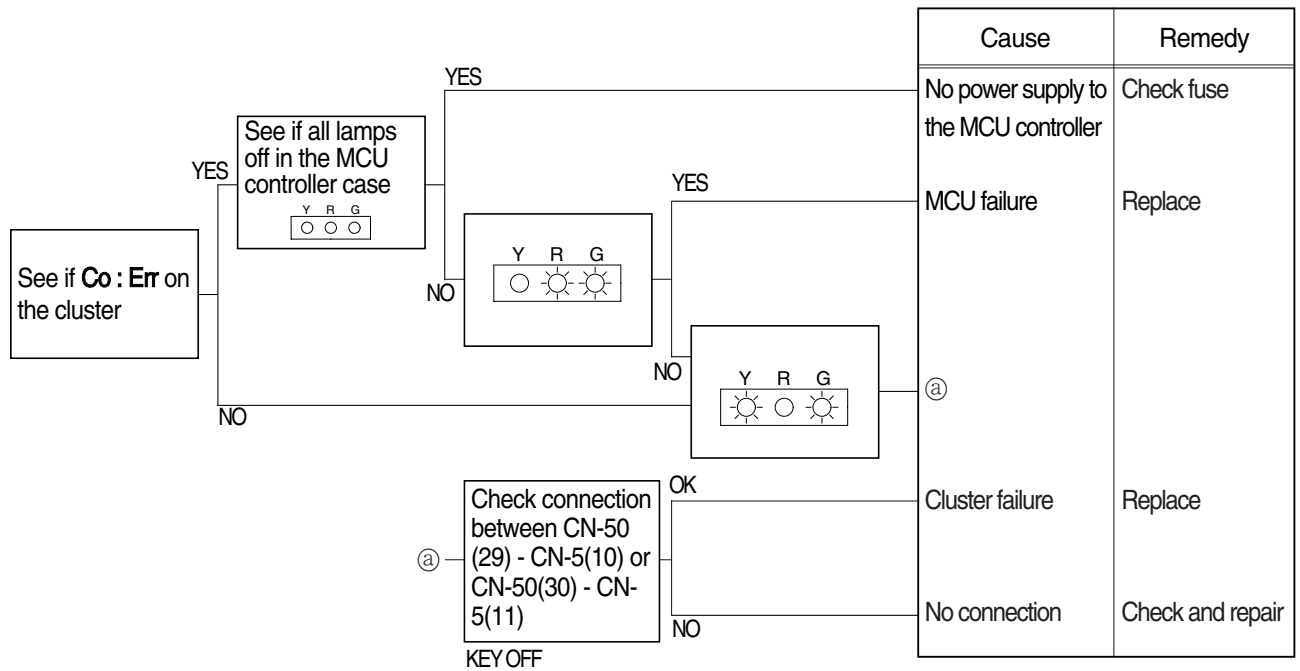 Cause
Remedy
YES
No power supply to
the MCU controller
Check fuse
See if all lamps
off in the MCU
controller case
Y R G
YES
YES
MCU failure
Replace
See if Co : Err on
the cluster
Y R G
NO
NO
Y R G
ⓐ
NO
Check connection
between CN-50
(29) - CN-5(10) or
CN-50(30) - CN-
5(11)
OK
Cluster failure
Replace
ⓐ
No connection
Check and repair
NO
KEY OFF